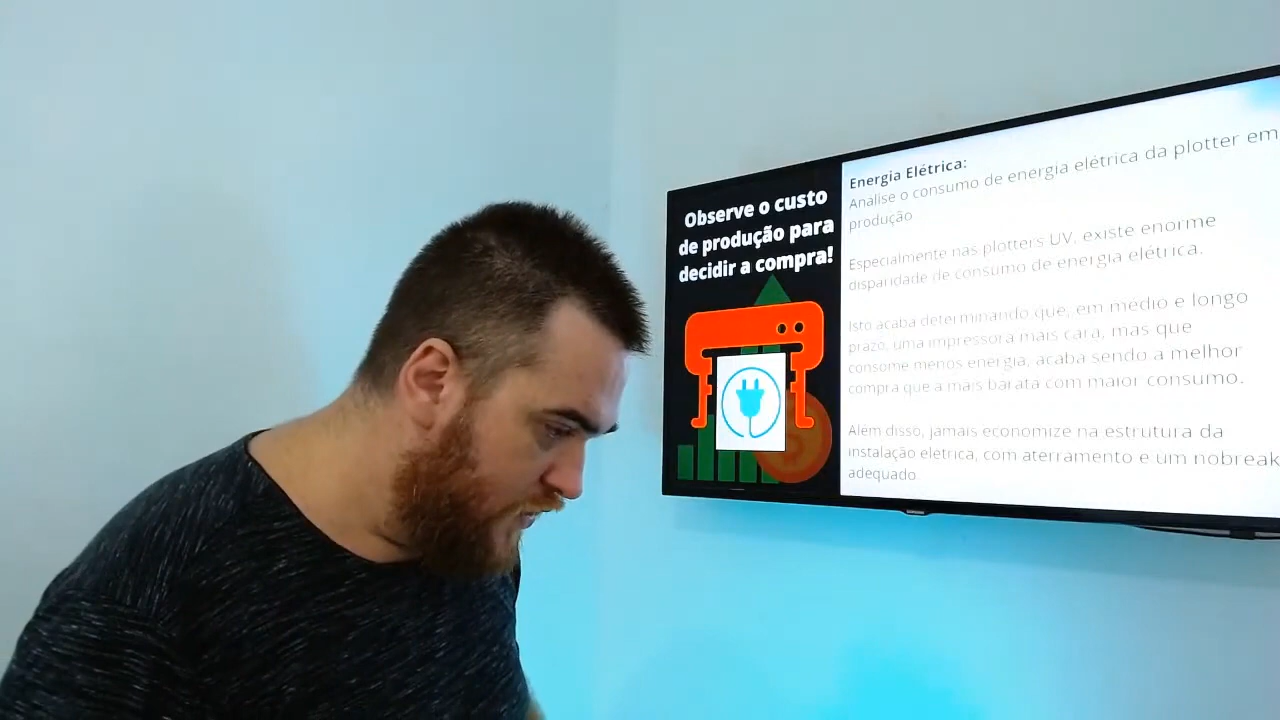 Observe o custo
de produção para
decidir a compra!
Energia Elétrica:
Analise o consumo de energia elétrica da plotter em
produção
Especialmente nas plotters UV, existe enorme
disparidade de consumo de energia elétrica.
Isto acaba determinando que, em médio e longo
prazo, uma impressora mais cara, mas que
consome menos energia, acaba sendo a melhor
compra que a mais barata com maior consumo.
Além disso, jamais economize na estrutura da
instalação elétrica, com aterramento e um nobreak
adequado